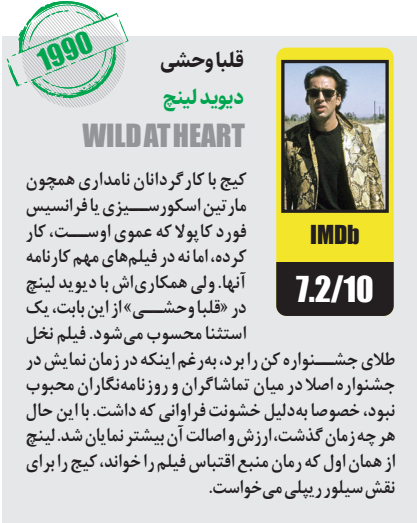 1990
قلبا وحشی
دیوید لینچ
WILD AT HEART
IMDb
7.2/10
کیج با کارگردانان نامداری همچون
مارتین اسکورسیزی یا فرانسیس
فورد کاپولا که عموی اوست، کار
کرده، اما نه در فیلم‌های مهم کارنامه
آنها. ولی همکاری‌اش با دیوید لینچ
در «قلبا وحشی» از این بابت، یک
استثنا محسوب می‌شود. فیلم نخل
طلای جشنواره کن را برد، به‌رغم اینکه در زمان نمایش در
جشنواره اصلا در میان تماشاگران و روزنامه‌نگاران محبوب
نبود، خصوصا به‌دلیل خشونت فراوانی که داشت. با این حال
هر چه زمان گذشت، ارزش و اصالت آن بیشتر نمایان شد. لینچ
از همان اول که رمان منبع اقتباس فیلم را خواند، کیج را برای
نقش سیلور ریپلی می‌خواست.